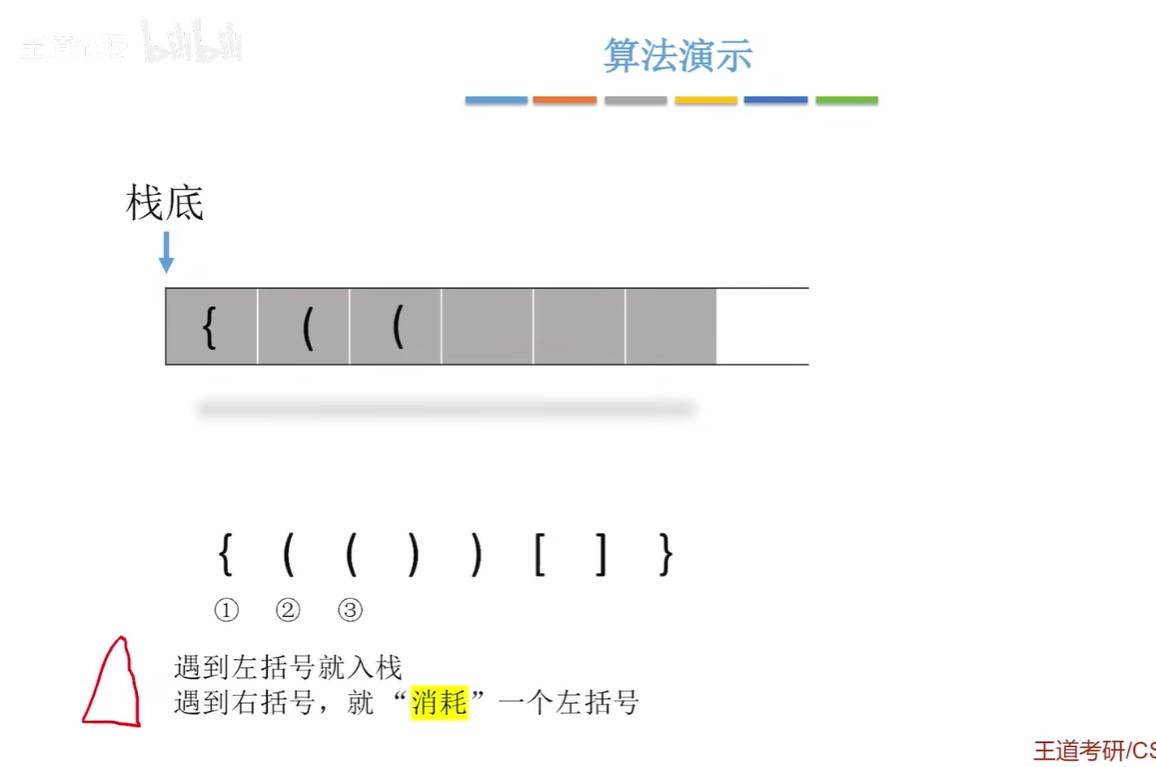 王道论坛 bilibili
算法演示
栈底
{ ( (
{ ( ( ) ) [ ] }
① ② ③
遇到左括号就入栈
遇到右括号，就“消耗”一个左括号
王道考研/CS